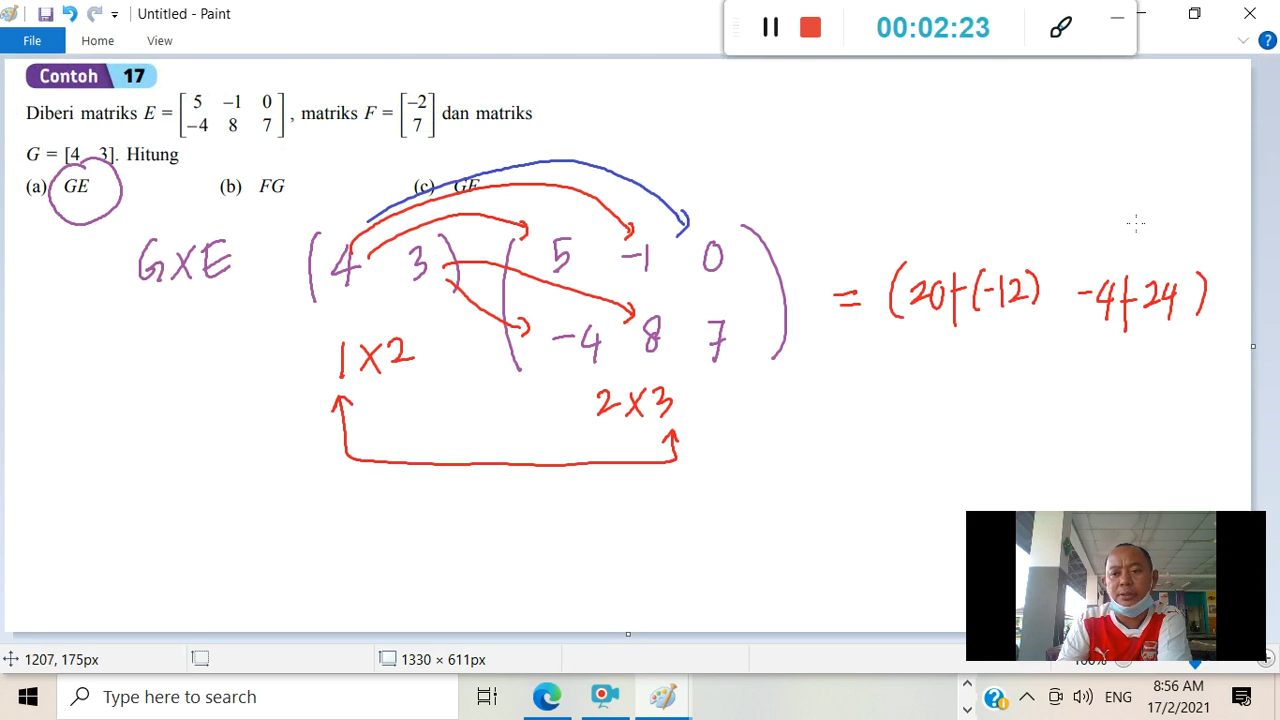 Untitled - Paint
00:02:23
File Home View
Contoh 17
Diberi matriks E = [5 −1 0
−4 8 7], matriks F = [−2
7] dan matriks
G = [4 3]. Hitung
(a) GE (b) FG (c) GF
G X E (4 3) (5 -1 0
-4 8 7) = (20+(-12) -4+24)
1 X 2
2 X 3
1207, 175px 1330 × 611px 100%
Type here to search
ENG
8:56 AM
17/2/2021